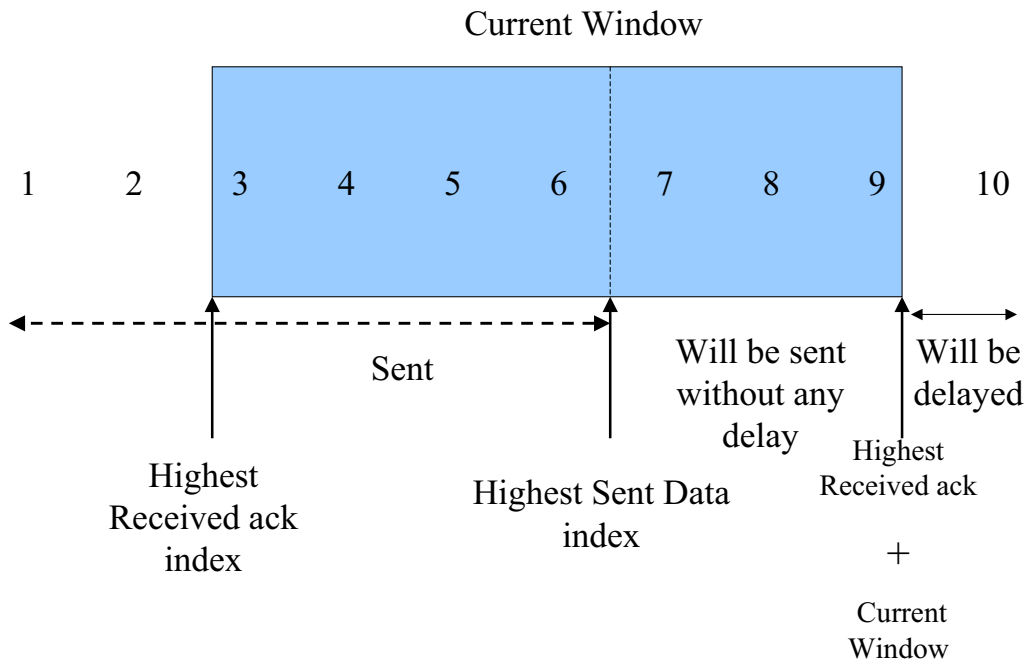 Current Window
1 2 3 4 5 6 7 8 9 10
Sent
Will be sent
without any
delay
Will be
delayed
Highest
Received ack
index
Highest Sent Data
index
Highest
Received ack
+
Current
Window